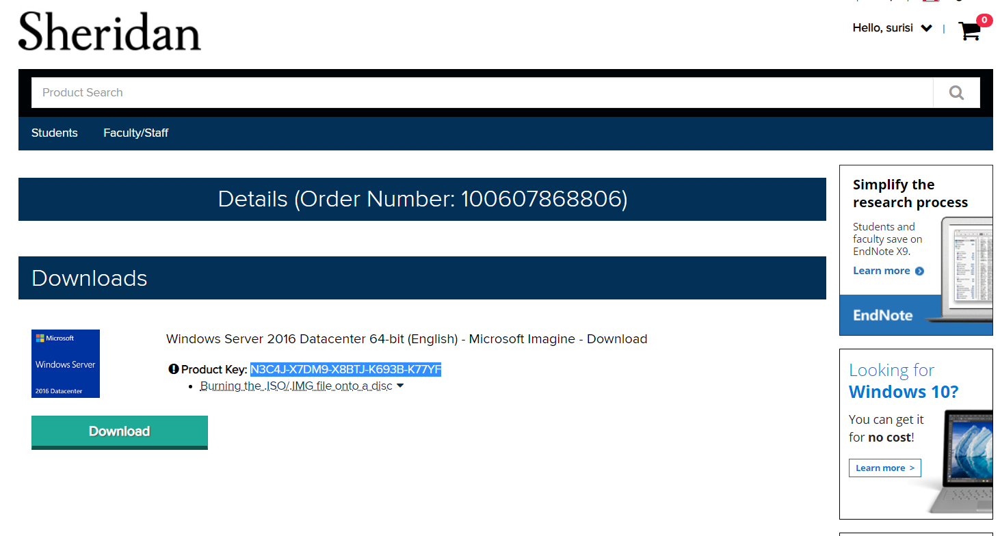 Sheridan
Hello, surisi
0
Product Search
Students Faculty/Staff
Details (Order Number: 100607868806)
Downloads
Microsoft
Windows Server
2016 Datacenter
Windows Server 2016 Datacenter 64-bit (English) - Microsoft Imagine - Download
Product Key: N3C4J-X7DM9-X8BTJ-K693B-K77YF
Burning the .ISO/.IMG file onto a disc
Download
Simplify the
research process
Students and
faculty save on
EndNote X9.
Learn more
EndNote
Looking for
Windows 10?
You can get it
for no cost!
Learn more >